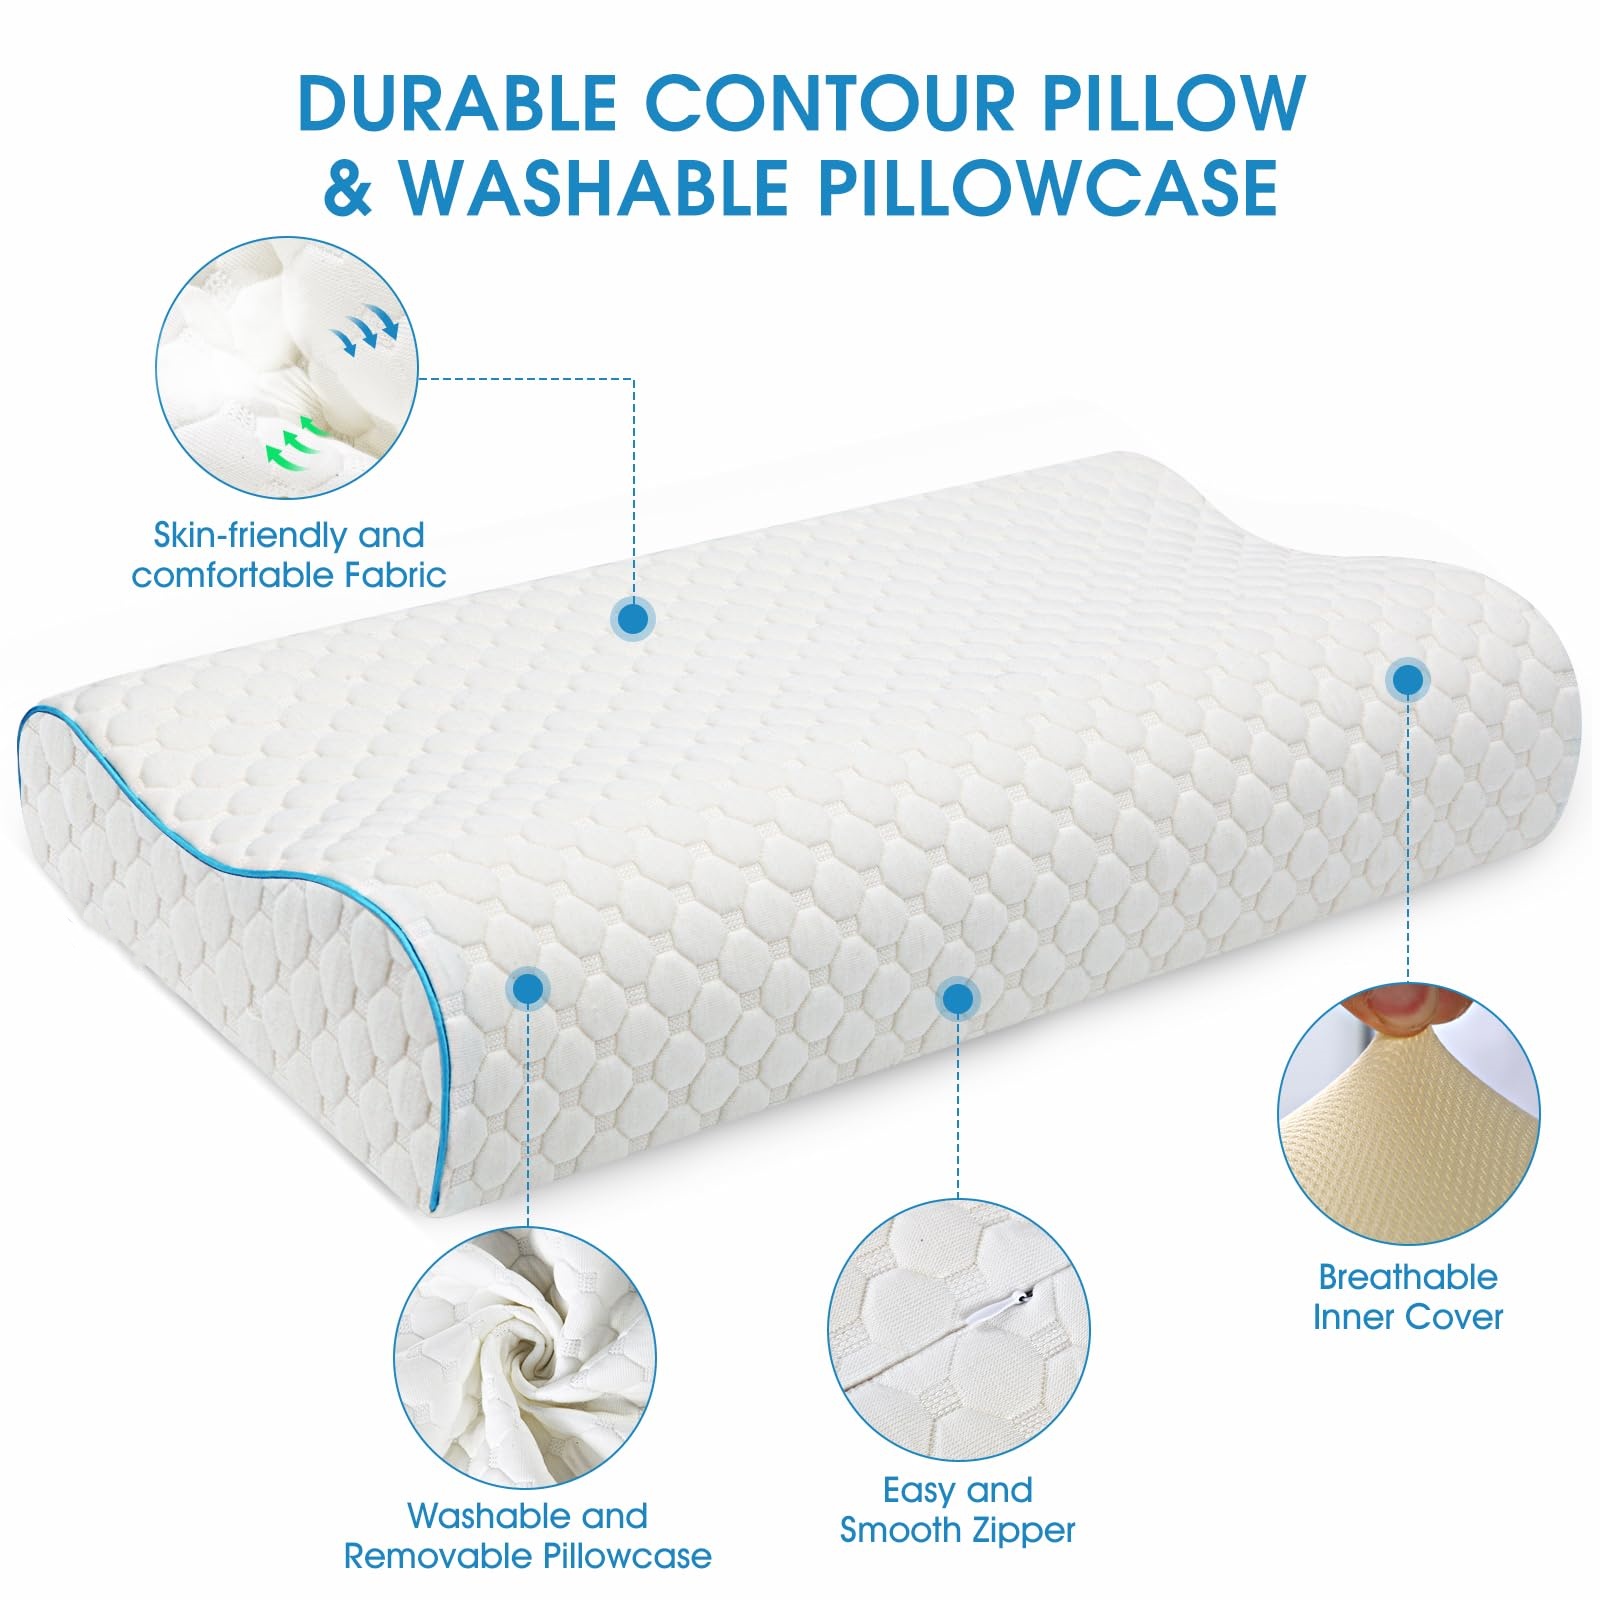 DURABLE CONTOUR PILLOW
& WASHABLE PILLOWCASE
Skin-friendly and
comfortable Fabric
Breathable
Inner Cover
Easy and
Smooth Zipper
Washable and
Removable Pillowcase